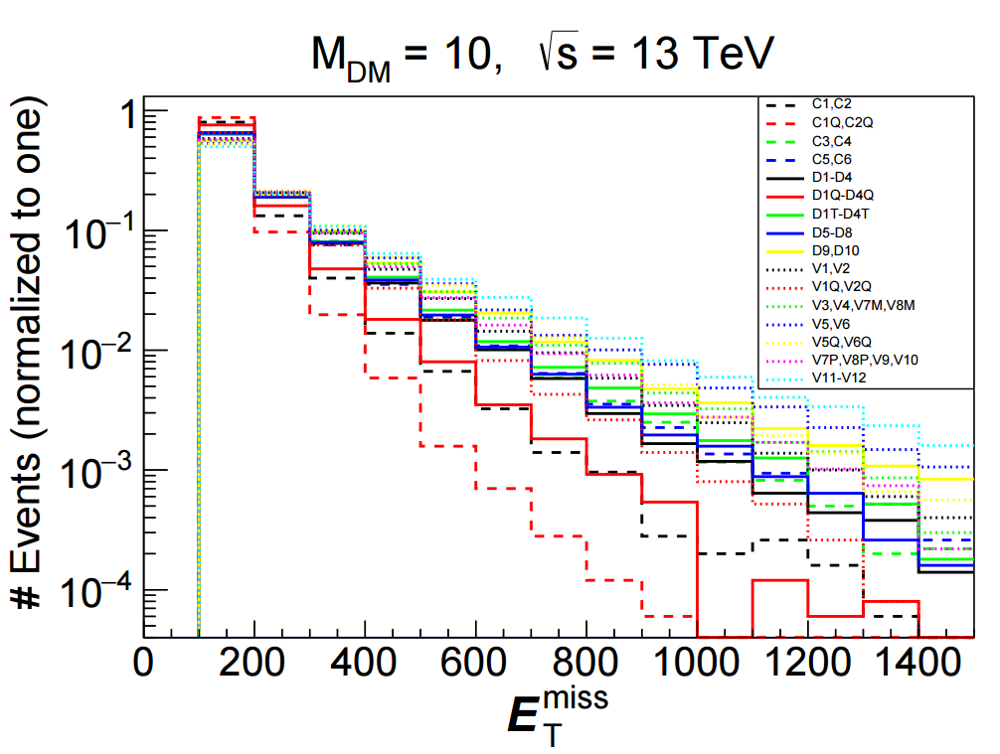 M_DM = 10, √s = 13 TeV
# Events (normalized to one)
1
10⁻¹
10⁻²
10⁻³
10⁻⁴
C1,C2
C1Q,C2Q
C3,C4
C5,C6
D1-D4
D1Q-D4Q
D1T-D4T
D5-D8
D9,D10
V1,V2
V1Q,V2Q
V3,V4,V7M,V8M
V5,V6
V5Q,V6Q
V7P,V8P,V9,V10
V11-V12
0 200 400 600 800 1000 1200 1400
E_T^miss